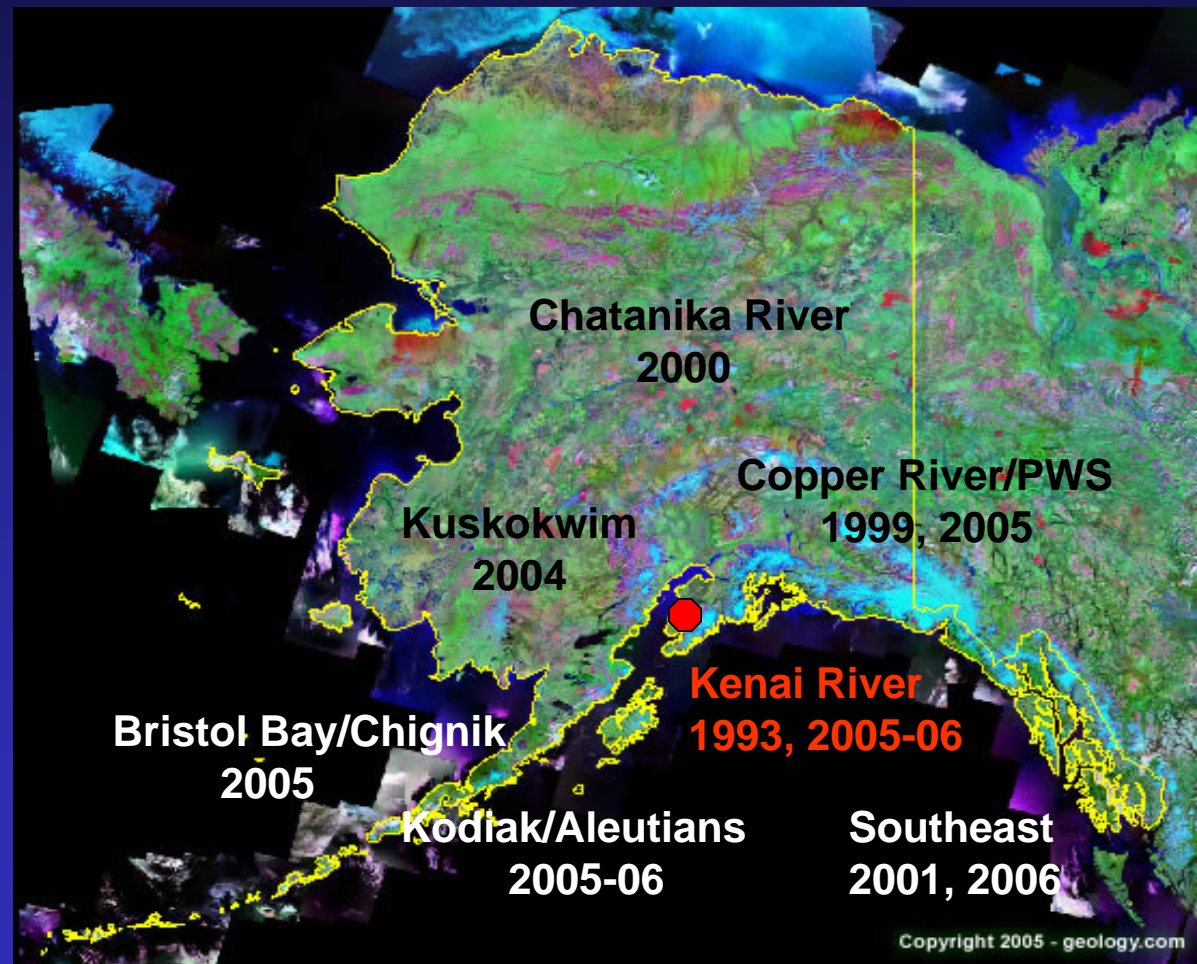 Chatanika River
2000
Copper River/PWS
1999, 2005
Kuskokwim
2004
Kenai River
1993, 2005-06
Bristol Bay/Chignik
2005
Kodiak/Aleutians
2005-06
Southeast
2001, 2006
Copyright 2005 - geology.com